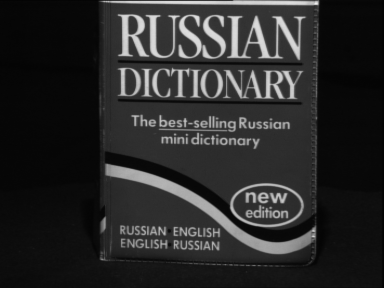 RUSSIAN
DICTIONARY
The best-selling Russian
mini dictionary
new
edition
RUSSIAN ENGLISH
ENGLISH RUSSIAN